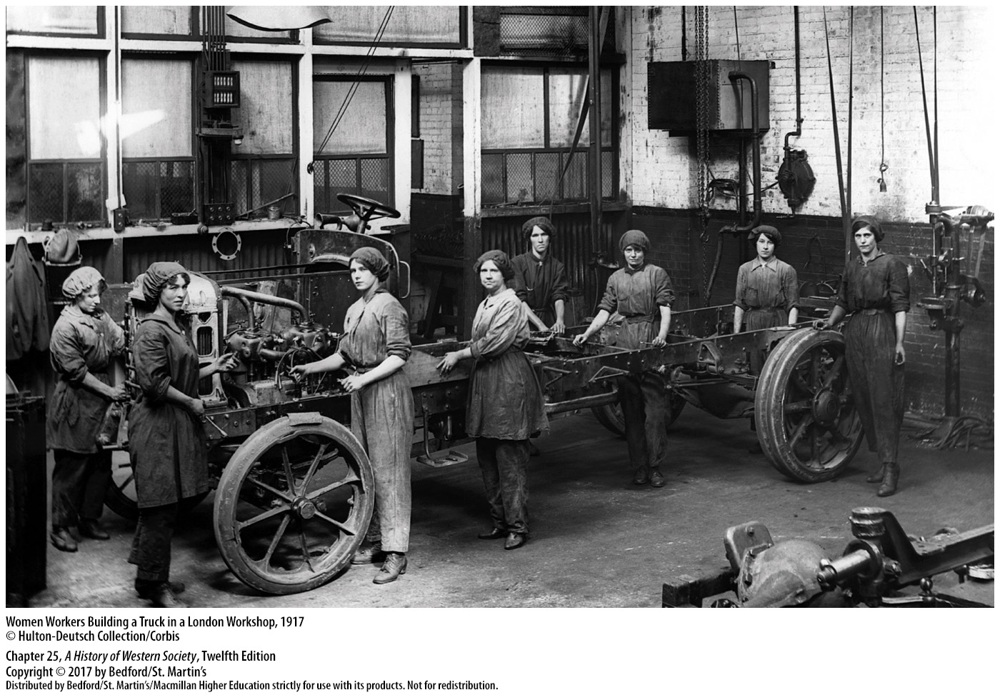 Women Workers Building a Truck in a London Workshop, 1917
© Hulton-Deutsch Collection/Corbis
Chapter 25, A History of Western Society, Twelfth Edition
Copyright © 2017 by Bedford/St. Martin's
Distributed by Bedford/St. Martin's/Macmillan Higher Education strictly for use with its products. Not for redistribution.